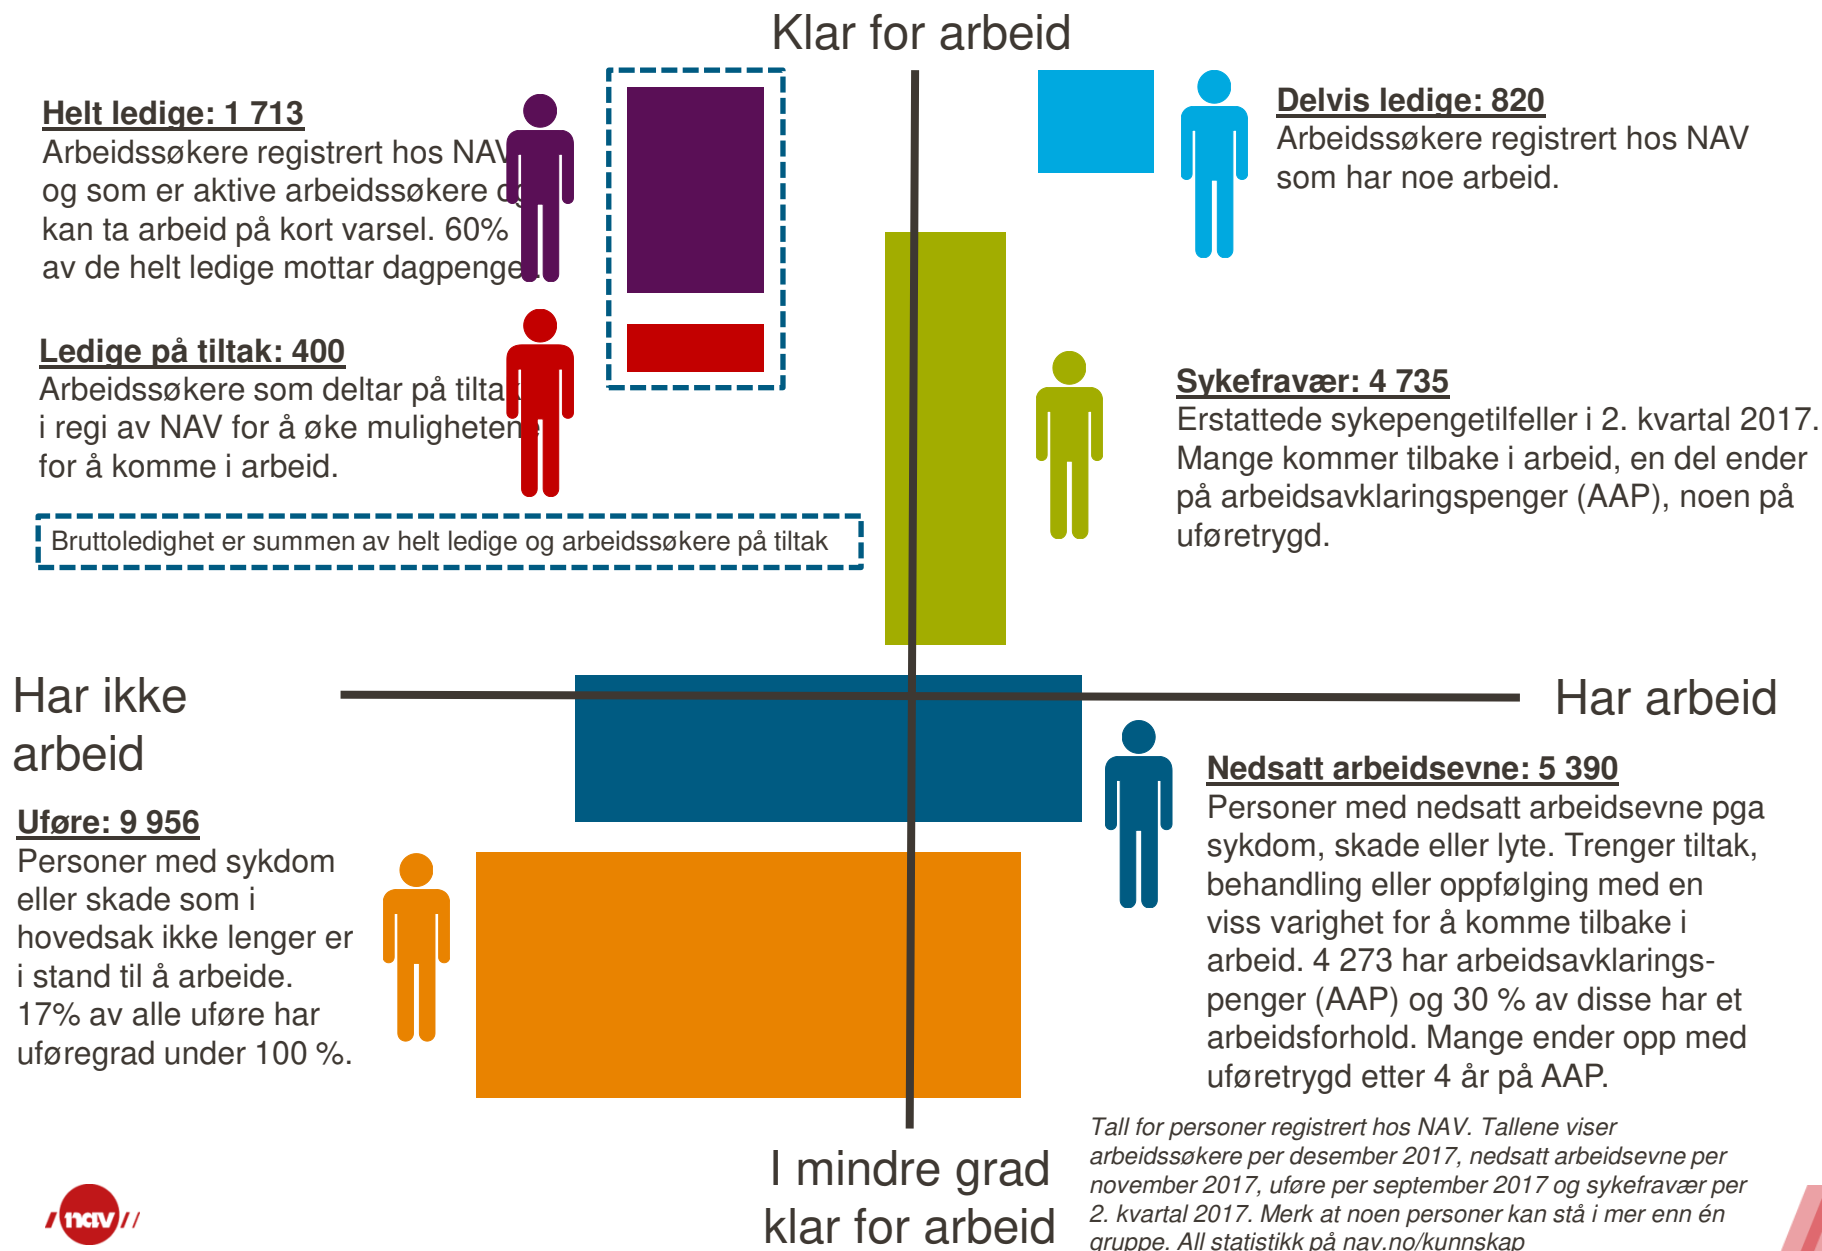 Klar for arbeid
Helt ledige: 1 713
Arbeidssøkere registrert hos NAV
og som er aktive arbeidssøkere og
kan ta arbeid på kort varsel. 60%
av de helt ledige mottar dagpenger.
Ledige på tiltak: 400
Arbeidssøkere som deltar på tiltak
i regi av NAV for å øke mulighetene
for å komme i arbeid.
Bruttoledighet er summen av helt ledige og arbeidssøkere på tiltak
Delvis ledige: 820
Arbeidssøkere registrert hos NAV
som har noe arbeid.
Sykefravær: 4 735
Erstattede sykepengetilfeller i 2. kvartal 2017.
Mange kommer tilbake i arbeid, en del ender
på arbeidsavklaringspenger (AAP), noen på
uføretrygd.
Har ikke
arbeid
Har arbeid
Uføre: 9 956
Personer med sykdom
eller skade som i
hovedsak ikke lenger er
i stand til å arbeide.
17% av alle uføre har
uføregrad under 100 %.
Nedsatt arbeidsevne: 5 390
Personer med nedsatt arbeidsevne pga
sykdom, skade eller lyte. Trenger tiltak,
behandling eller oppfølging med en
viss varighet for å komme tilbake i
arbeid. 4 273 har arbeidsavklarings-
penger (AAP) og 30 % av disse har et
arbeidsforhold. Mange ender opp med
uføretrygd etter 4 år på AAP.
I mindre grad
klar for arbeid
Tall for personer registrert hos NAV. Tallene viser
arbeidssøkere per desember 2017, nedsatt arbeidsevne per
november 2017, uføre per september 2017 og sykefravær per
2. kvartal 2017. Merk at noen personer kan stå i mer enn én
gruppe. All statistikk på nav.no/kunnskap
nav